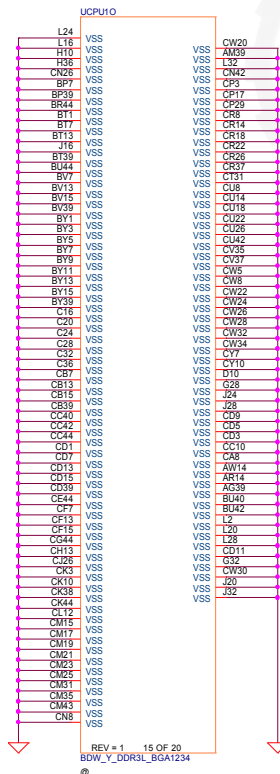 UCPU1O
L24 VSS
L16 VSS
H10 VSS
H36 VSS
CN26 VSS
BP7 VSS
BP39 VSS
BR44 VSS
BT1 VSS
BT7 VSS
BT13 VSS
J16 VSS
BT39 VSS
BU44 VSS
BV7 VSS
BV13 VSS
BV15 VSS
BV39 VSS
BY1 VSS
BY3 VSS
BY5 VSS
BY7 VSS
BY9 VSS
BY11 VSS
BY13 VSS
BY15 VSS
BY39 VSS
C16 VSS
C20 VSS
C24 VSS
C28 VSS
C32 VSS
C36 VSS
CB7 VSS
CB13 VSS
CB15 VSS
CB39 VSS
CC40 VSS
CC42 VSS
CC44 VSS
CD1 VSS
CD7 VSS
CD13 VSS
CD15 VSS
CD39 VSS
CE44 VSS
CF7 VSS
CF13 VSS
CF15 VSS
CG44 VSS
CH13 VSS
CJ26 VSS
CK3 VSS
CK10 VSS
CK38 VSS
CK44 VSS
CL12 VSS
CM15 VSS
CM17 VSS
CM19 VSS
CM21 VSS
CM23 VSS
CM25 VSS
CM31 VSS
CM35 VSS
CM43 VSS
CN8 VSS
VSS CW20
VSS AM39
VSS L32
VSS CN42
VSS CP3
VSS CP17
VSS CP29
VSS CR8
VSS CR14
VSS CR18
VSS CR22
VSS CR26
VSS CR37
VSS CT31
VSS CU8
VSS CU14
VSS CU18
VSS CU22
VSS CU26
VSS CU42
VSS CV35
VSS CV37
VSS CW5
VSS CW8
VSS CW22
VSS CW24
VSS CW26
VSS CW28
VSS CW32
VSS CW34
VSS CY7
VSS CY10
VSS D10
VSS G28
VSS J24
VSS J28
VSS CD9
VSS CD5
VSS CD3
VSS CC10
VSS CA8
VSS AW14
VSS AR14
VSS AG39
VSS BU40
VSS BU42
VSS L2
VSS L20
VSS L28
VSS CD11
VSS G32
VSS CW30
VSS J20
VSS J32
REV = 1 15 OF 20
BDW_Y_DDR3L_BGA1234
@